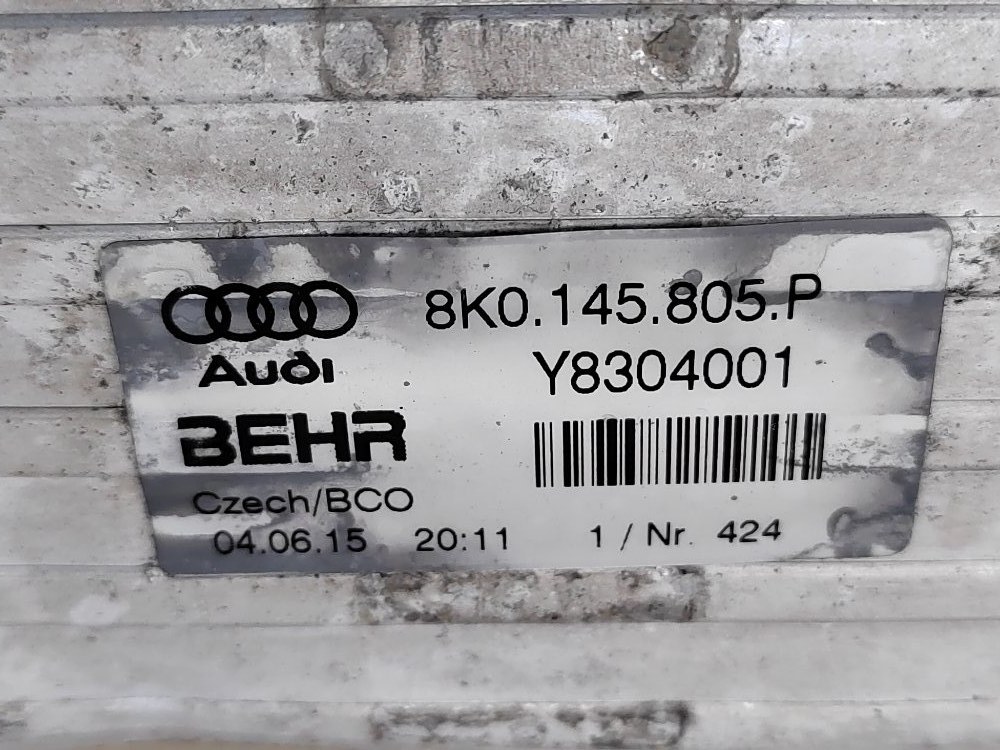 8K0.145.805.P
Audi
Y8304001
BEHR
Czech/BCO
04.06.15 20:11 1 / Nr. 424